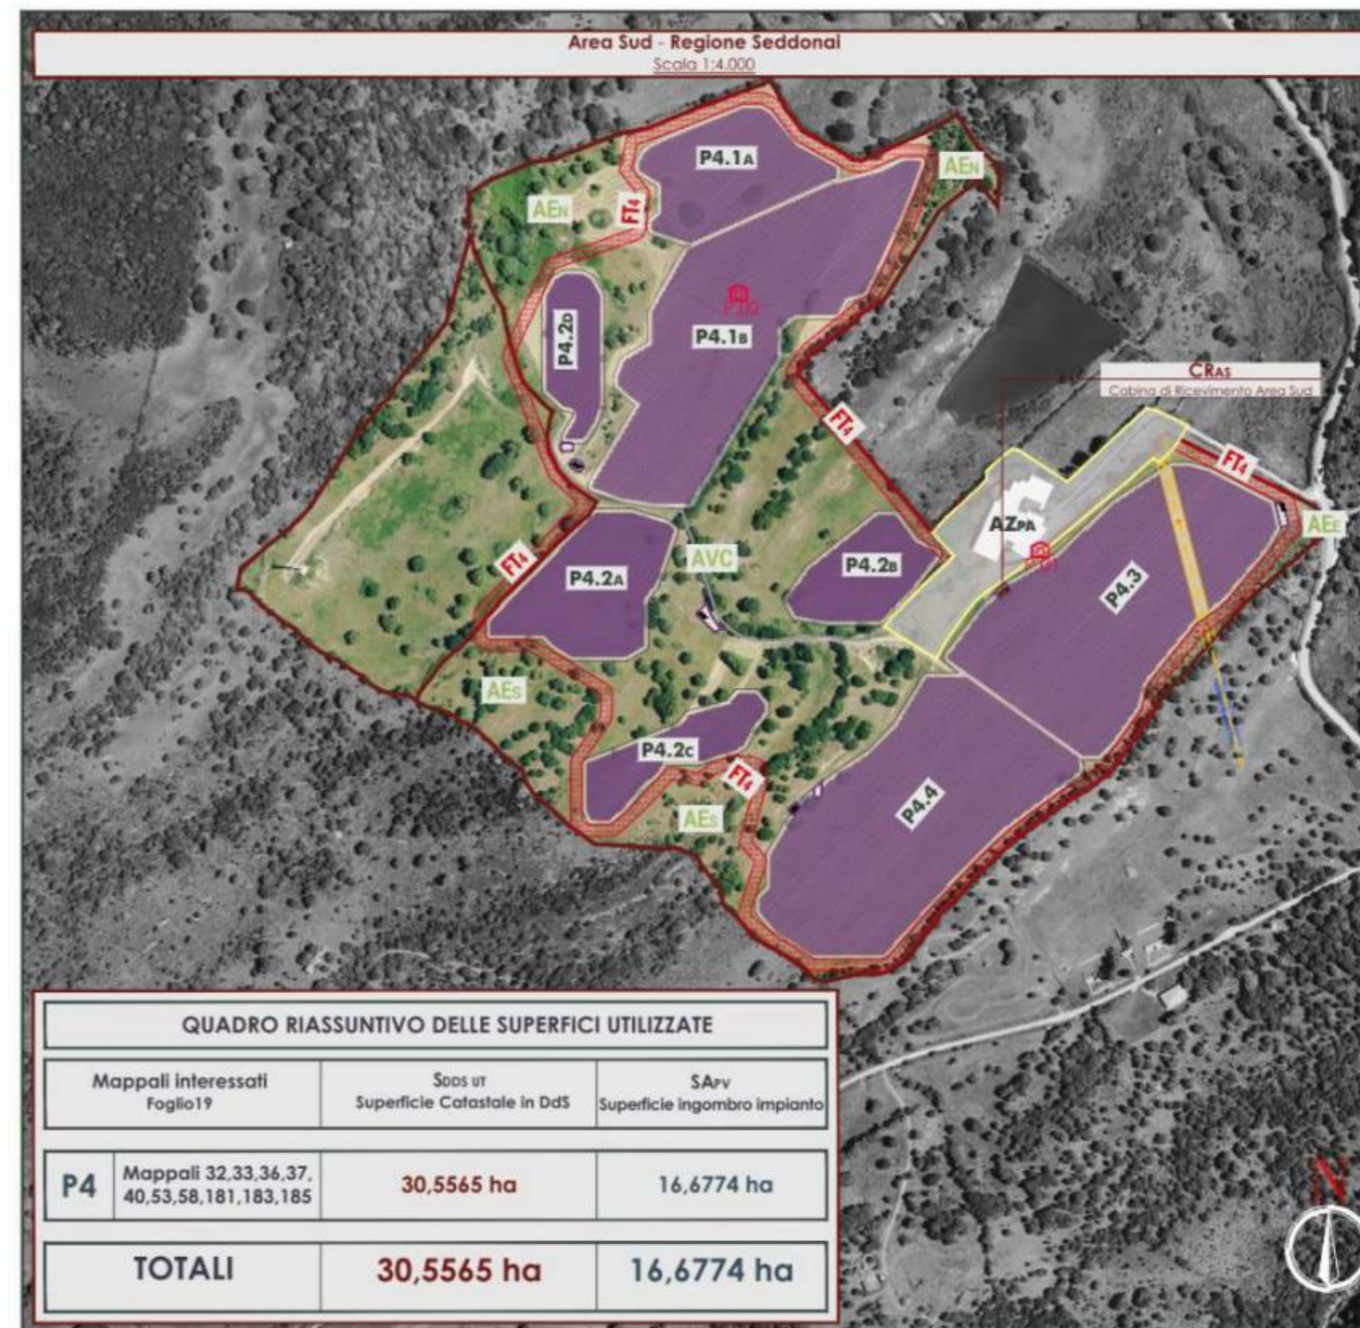 Area Sud - Regione Seddonai
Scala 1:4.000
P4.1A
AEN
AEN
FT4
P4.2D
P.02
P4.1B
CRAS
Cabina di Ricevimento Area Sud
FT4
FT4
AZPA
AEE
FT4
P4.2A
AVC
P4.2B
P4.3
AES
P4.2C
FT4
AES
P4.4
QUADRO RIASSUNTIVO DELLE SUPERFICI UTILIZZATE
Mappali interessati
Foglio19
SDDS UT
Superficie Catastale in DdS
SAPV
Superficie ingombro impianto
P4
Mappali 32,33,36,37,
40,53,58,181,183,185
30,5565 ha
16,6774 ha
TOTALI
30,5565 ha
16,6774 ha
N